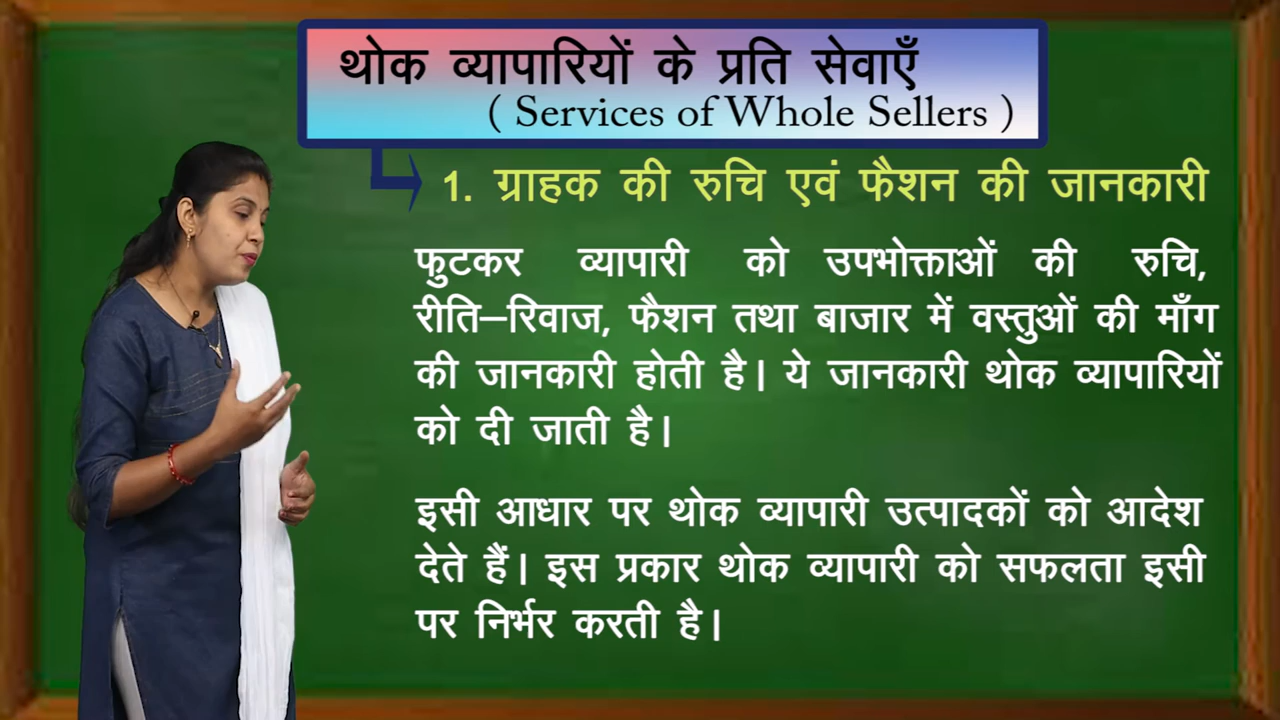 थोक व्यापारियों के प्रति सेवाएँ
( Services of Whole Sellers )
1. ग्राहक की रुचि एवं फैशन की जानकारी
फुटकर व्यापारी को उपभोक्ताओं की रुचि,
रीति–रिवाज, फैशन तथा बाजार में वस्तुओं की माँग
की जानकारी होती है। ये जानकारी थोक व्यापारियों
को दी जाती है।
इसी आधार पर थोक व्यापारी उत्पादकों को आदेश
देते हैं। इस प्रकार थोक व्यापारी को सफलता इसी
पर निर्भर करती है।